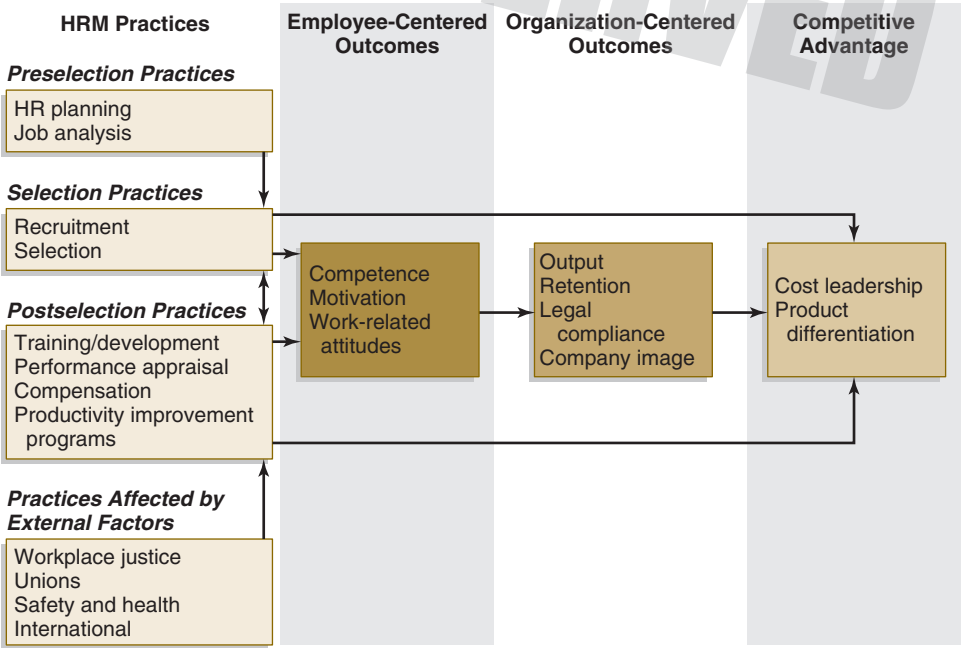 HRM Practices
Employee-Centered
Outcomes
Organization-Centered
Outcomes
Competitive
Advantage
Preselection Practices
HR planning
Job analysis
Selection Practices
Recruitment
Selection
Postselection Practices
Training/development
Performance appraisal
Compensation
Productivity improvement
programs
Practices Affected by
External Factors
Workplace justice
Unions
Safety and health
International
Competence
Motivation
Work-related
attitudes
Output
Retention
Legal
compliance
Company image
Cost leadership
Product
differentiation